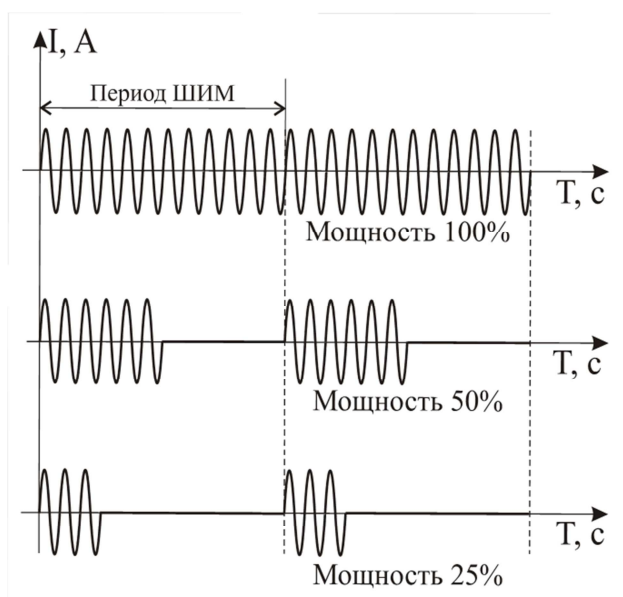 I, A
Период ШИМ
T, с
Мощность 100%
T, с
Мощность 50%
T, с
Мощность 25%